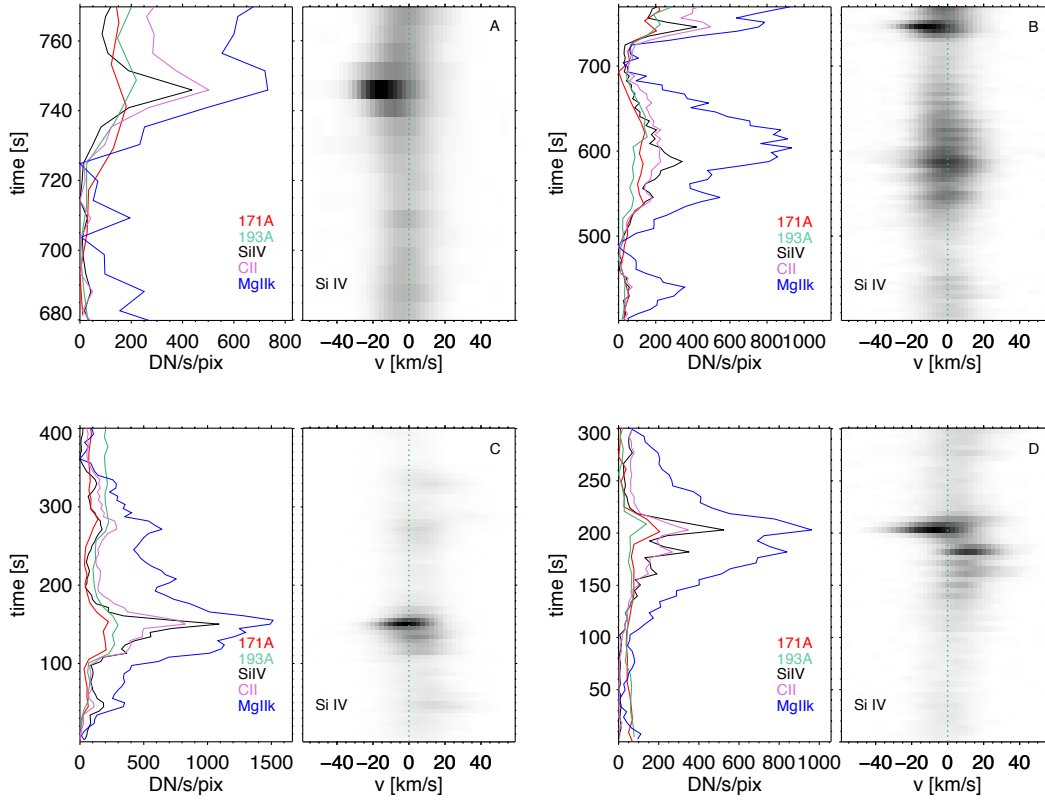 A
760
740
720
700
680
time [s]
171A
193A
SiIV
CII
MgIIk
Si IV
0 200 400 600 800
DN/s/pix
−40 −20 0 20 40
v [km/s]
B
700
600
500
time [s]
171A
193A
SiIV
CII
MgIIk
Si IV
0 200 400 600 800 1000
DN/s/pix
−40 −20 0 20 40
v [km/s]
C
400
300
200
100
time [s]
171A
193A
SiIV
CII
MgIIk
Si IV
0 500 1000 1500
DN/s/pix
−40 −20 0 20 40
v [km/s]
D
300
250
200
150
100
50
time [s]
171A
193A
SiIV
CII
MgIIk
Si IV
0 200 400 600 800 1000
DN/s/pix
−40 −20 0 20 40
v [km/s]